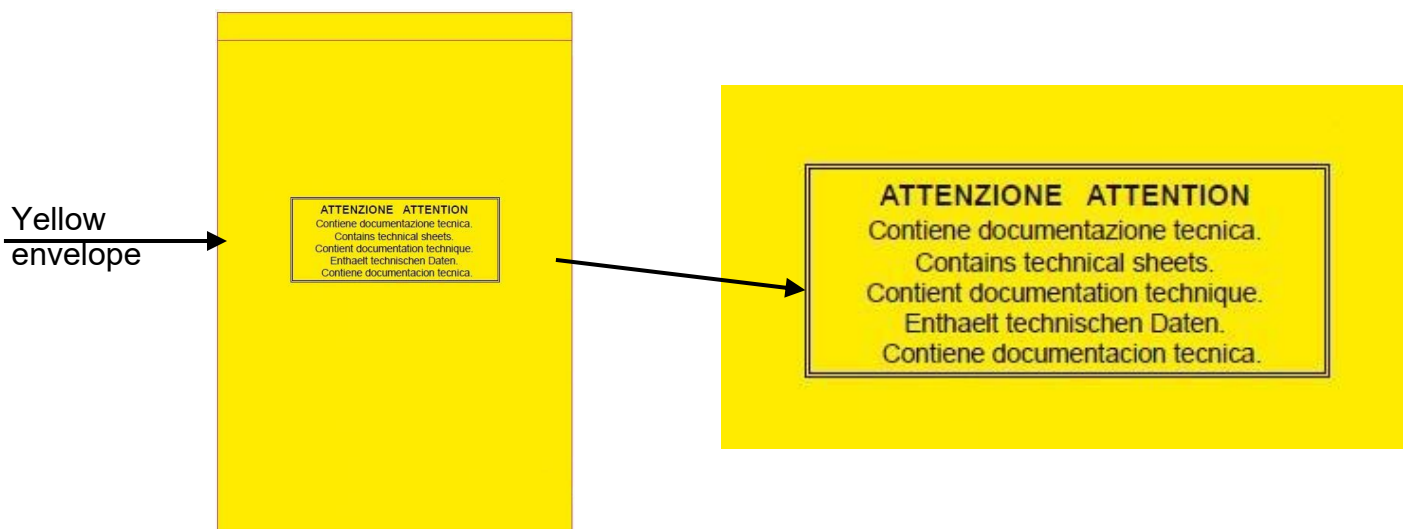 Yellow
envelope
ATTENZIONE ATTENTION
Contiene documentazione tecnica.
Contains technical sheets.
Contient documentation technique.
Enthaelt technischen Daten.
Contiene documentacion tecnica.
ATTENZIONE ATTENTION
Contiene documentazione tecnica.
Contains technical sheets.
Contient documentation technique.
Enthaelt technischen Daten.
Contiene documentacion tecnica.